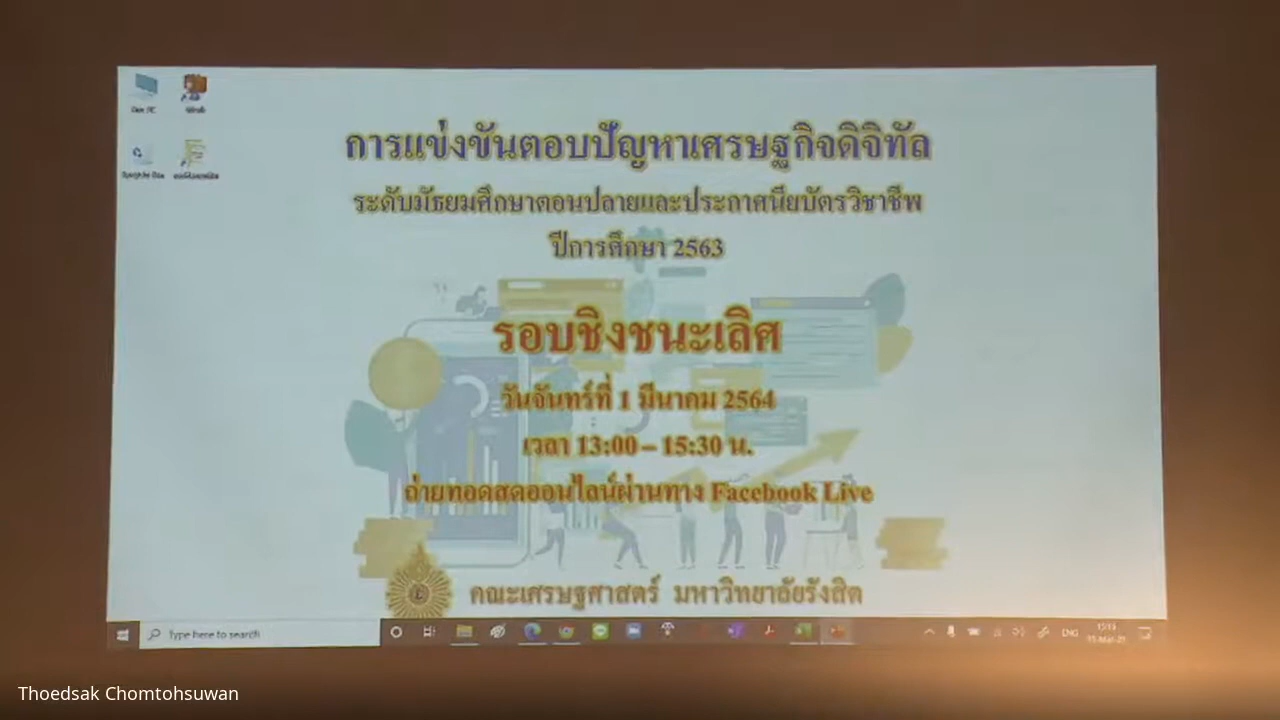 การแข่งขันตอบปัญหาเศรษฐกิจดิจิทัล
ระดับมัธยมศึกษาตอนปลายและประกาศนียบัตรวิชาชีพ
ปีการศึกษา 2563
รอบชิงชนะเลิศ
วันจันทร์ที่ 1 มีนาคม 2564
เวลา 13:00 – 15:30 น.
ถ่ายทอดสดออนไลน์ผ่านทาง Facebook Live
คณะเศรษฐศาสตร์ มหาวิทยาลัยรังสิต
Type here to search
ENG
Thoedsak Chomtohsuwan